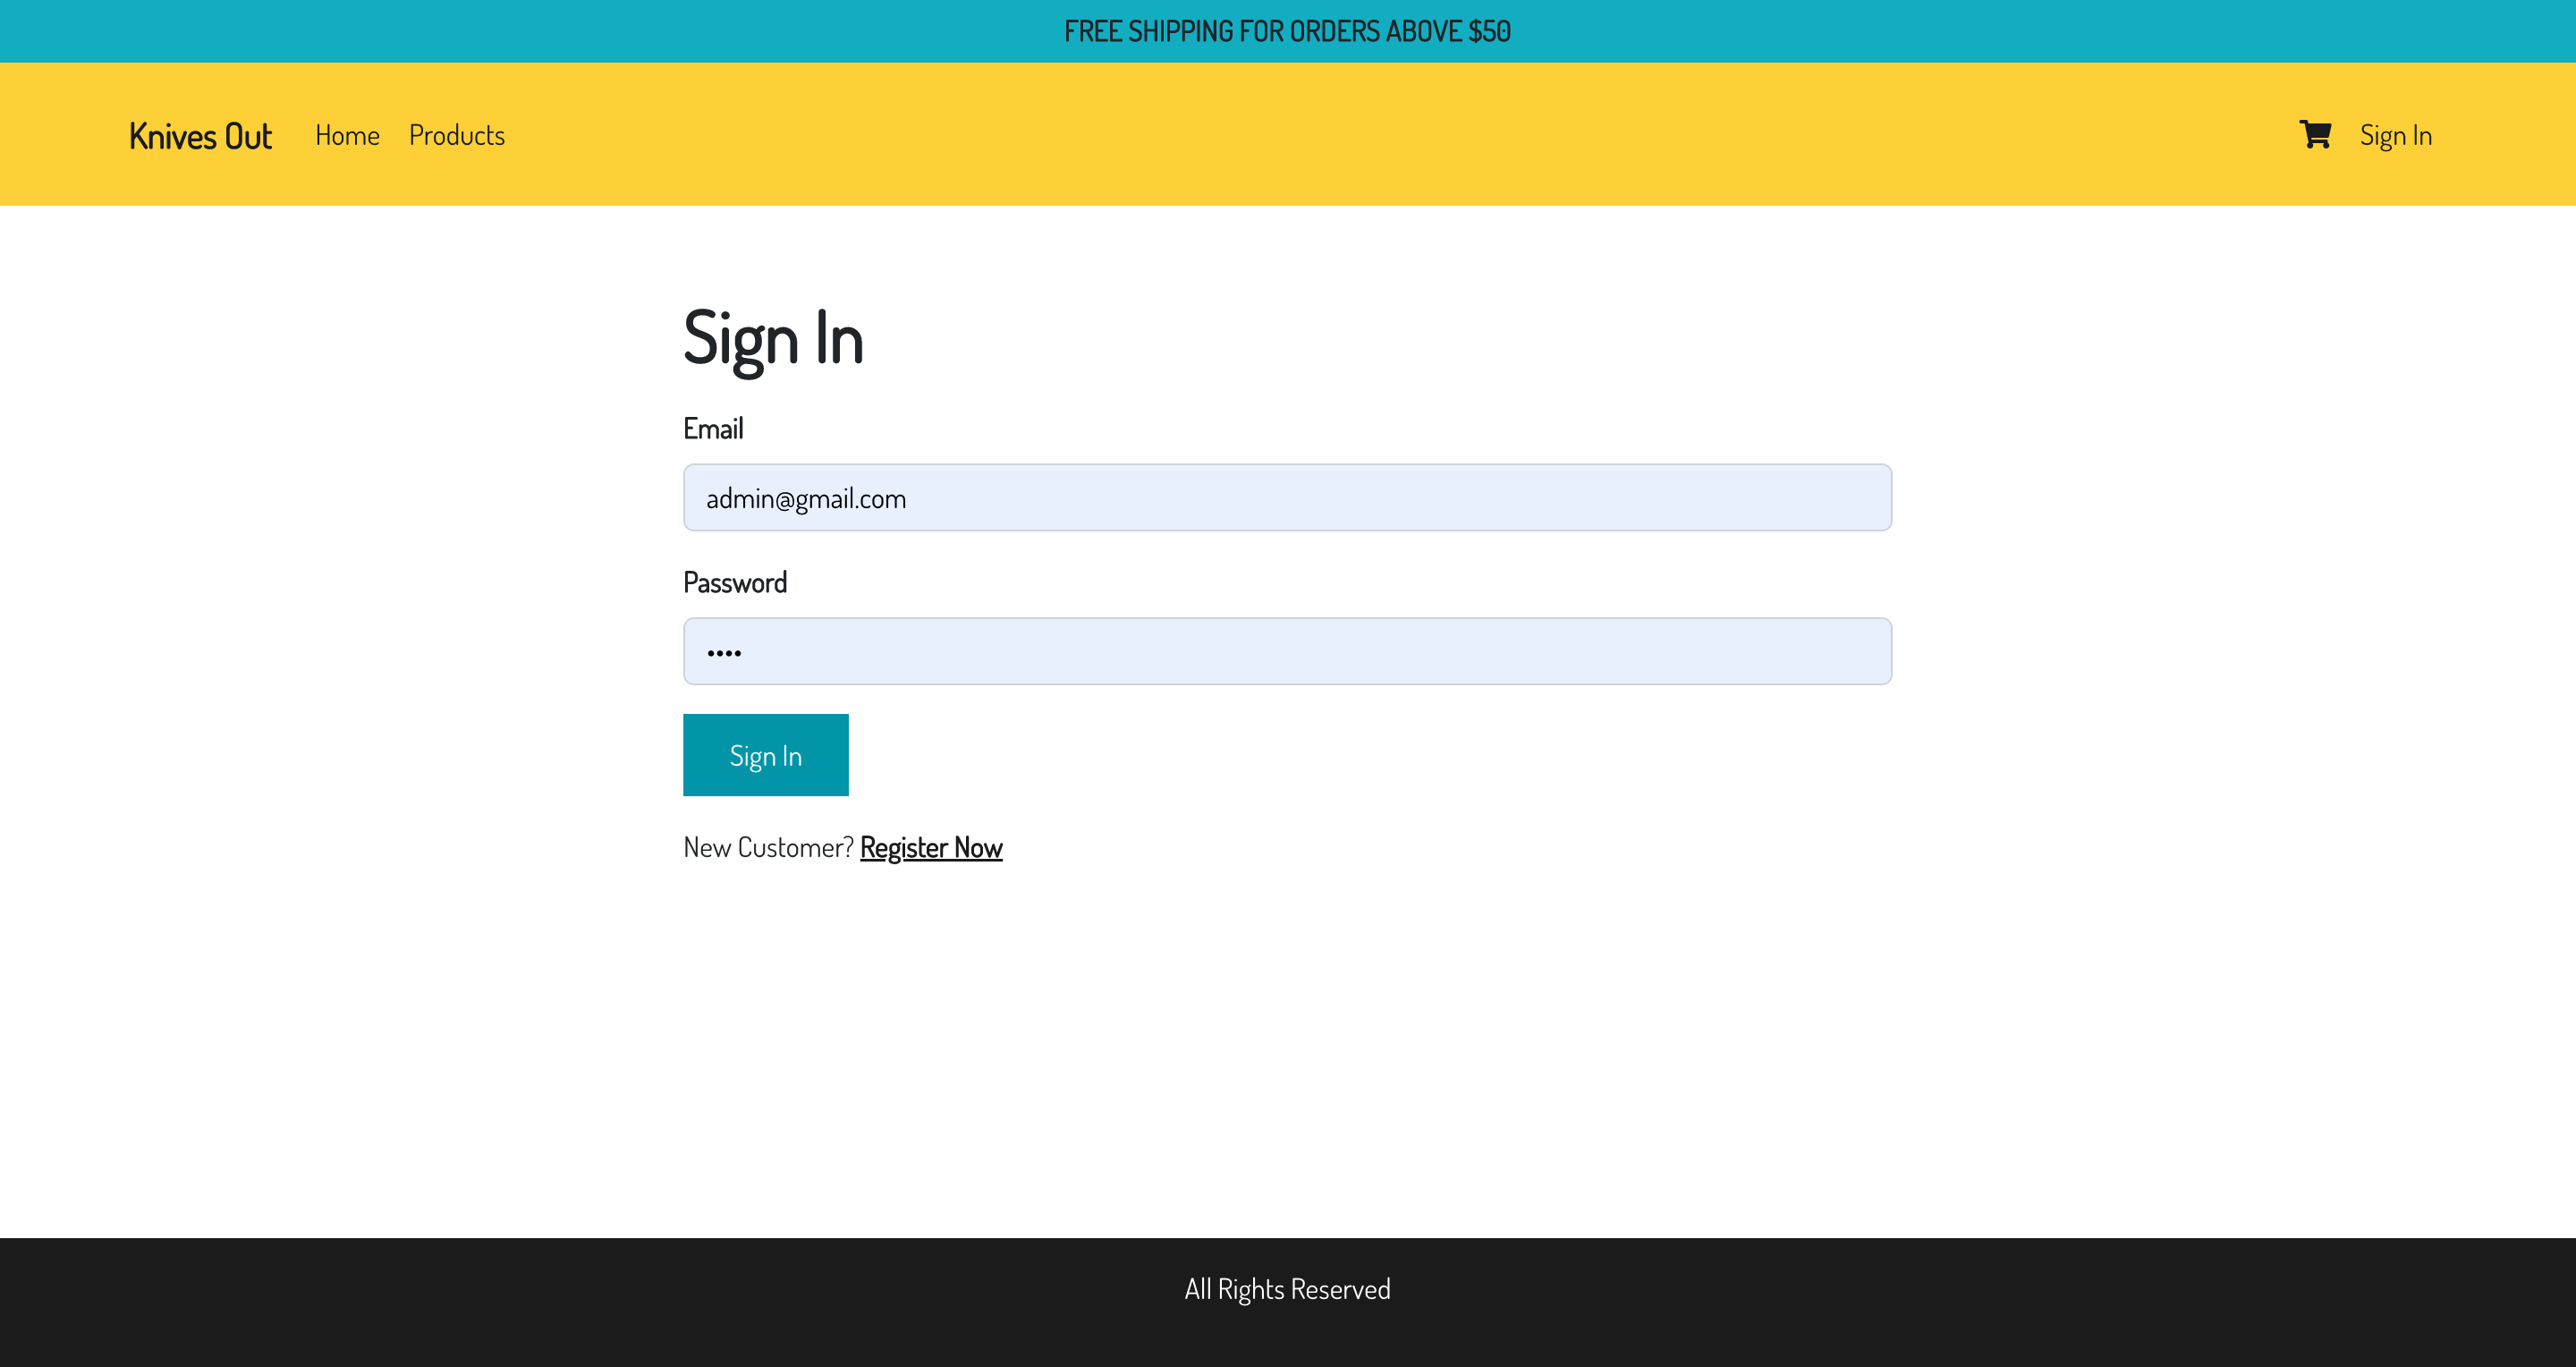 FREE SHIPPING FOR ORDERS ABOVE $50
Knives Out Home Products Sign In
Sign In
Email
admin@gmail.com
Password
••••
Sign In
New Customer? Register Now
All Rights Reserved